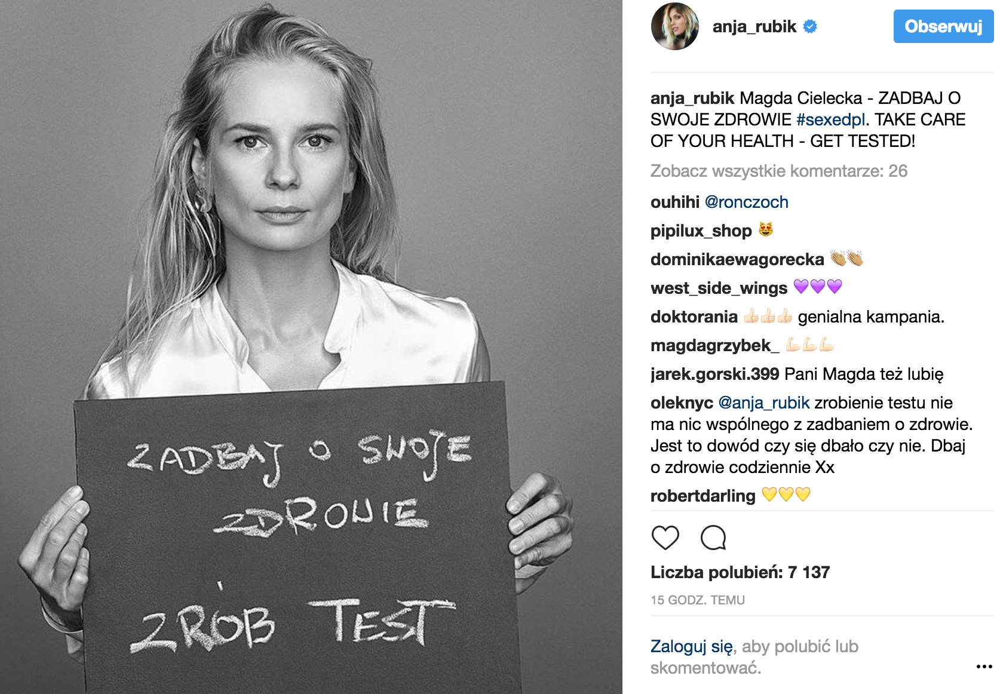 ZADBAJ O SWOJE
ZDROWIE
ZRÓB TEST
anja_rubik
Obserwuj
anja_rubik Magda Cielecka - ZADBAJ O
SWOJE ZDROWIE #sexedpl. TAKE CARE
OF YOUR HEALTH - GET TESTED!
Zobacz wszystkie komentarze: 26
ouhihi @ronczoch
pipilux_shop 😻
dominikaewagorecka 👏🏽👏🏽
west_side_wings 💜💜💜
doktorania 👍🏻👍🏻👍🏻 genialna kampania.
magdagrzybek_ 💪🏻💪🏻💪🏻
jarek.gorski.399 Pani Magda też lubię
oleknyc @anja_rubik zrobienie testu nie
ma nic wspólnego z zadbaniem o zdrowie.
Jest to dowód czy się dbało czy nie. Dbaj
o zdrowie codziennie Xx
robertdarling 💛💛💛
Liczba polubień: 7 137
15 GODZ. TEMU
Zaloguj się, aby polubić lub
skomentować.